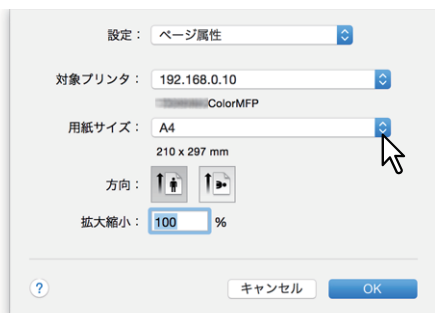 設定： ページ属性
対象プリンタ： 192.168.0.10
ColorMFP
用紙サイズ： A4
210 x 297 mm
方向：
拡大縮小： 100 %
? キャンセル OK